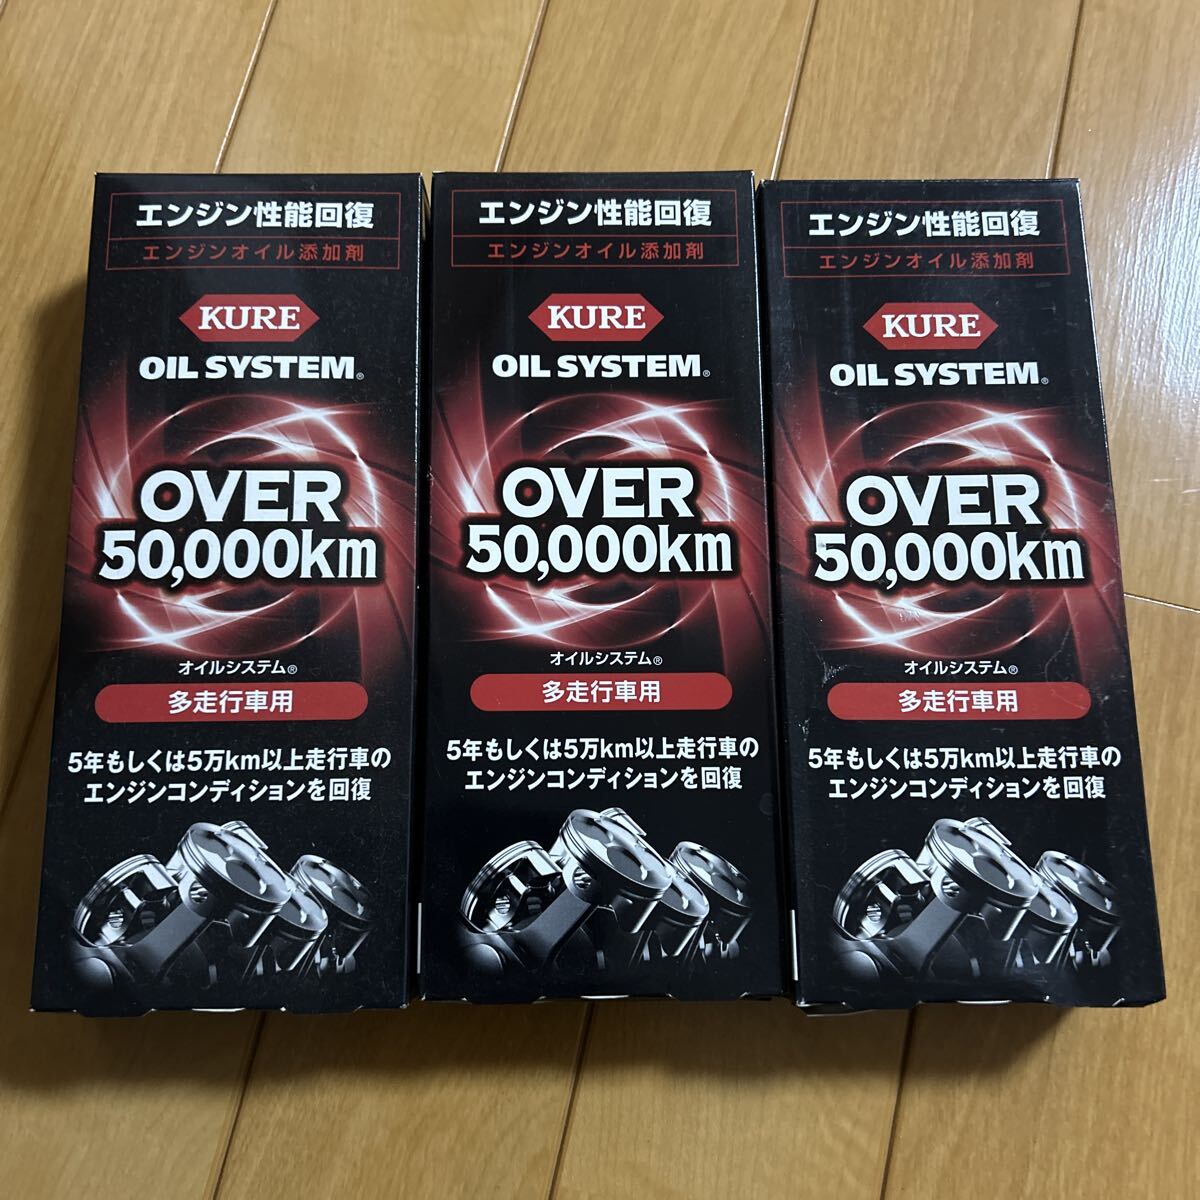 エンジン性能回復
エンジンオイル添加剤
KURE
OIL SYSTEM®
OVER
50,000km
オイルシステム®
多走行車用
5年もしくは5万km以上走行車の
エンジンコンディションを回復
エンジン性能回復
エンジンオイル添加剤
KURE
OIL SYSTEM®
OVER
50,000km
オイルシステム®
多走行車用
5年もしくは5万km以上走行車の
エンジンコンディションを回復
エンジン性能回復
エンジンオイル添加剤
KURE
OIL SYSTEM®
OVER
50,000km
オイルシステム®
多走行車用
5年もしくは5万km以上走行車の
エンジンコンディションを回復